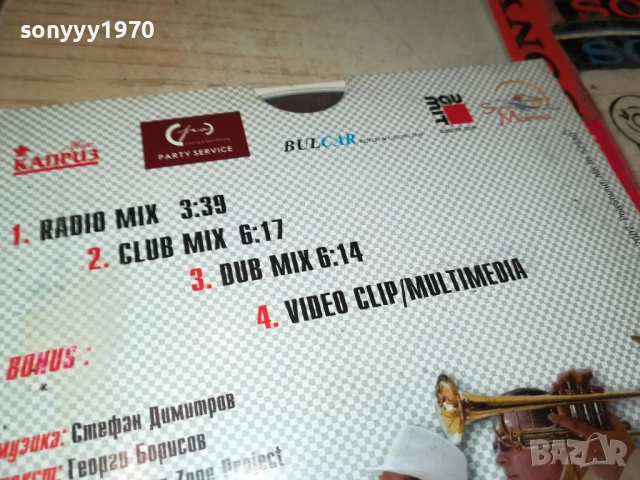 sonyyy1970
КАПРИЗ
PARTY SERVICE
BULCAR
1. RADIO MIX 3:39
2. CLUB MIX 6:17
3. DUB MIX 6:14
4. VIDEO CLIP/MULTIMEDIA
BONUS :
музика: Стефан Димитров
Георги Борисов
Zone Project
BAZAR